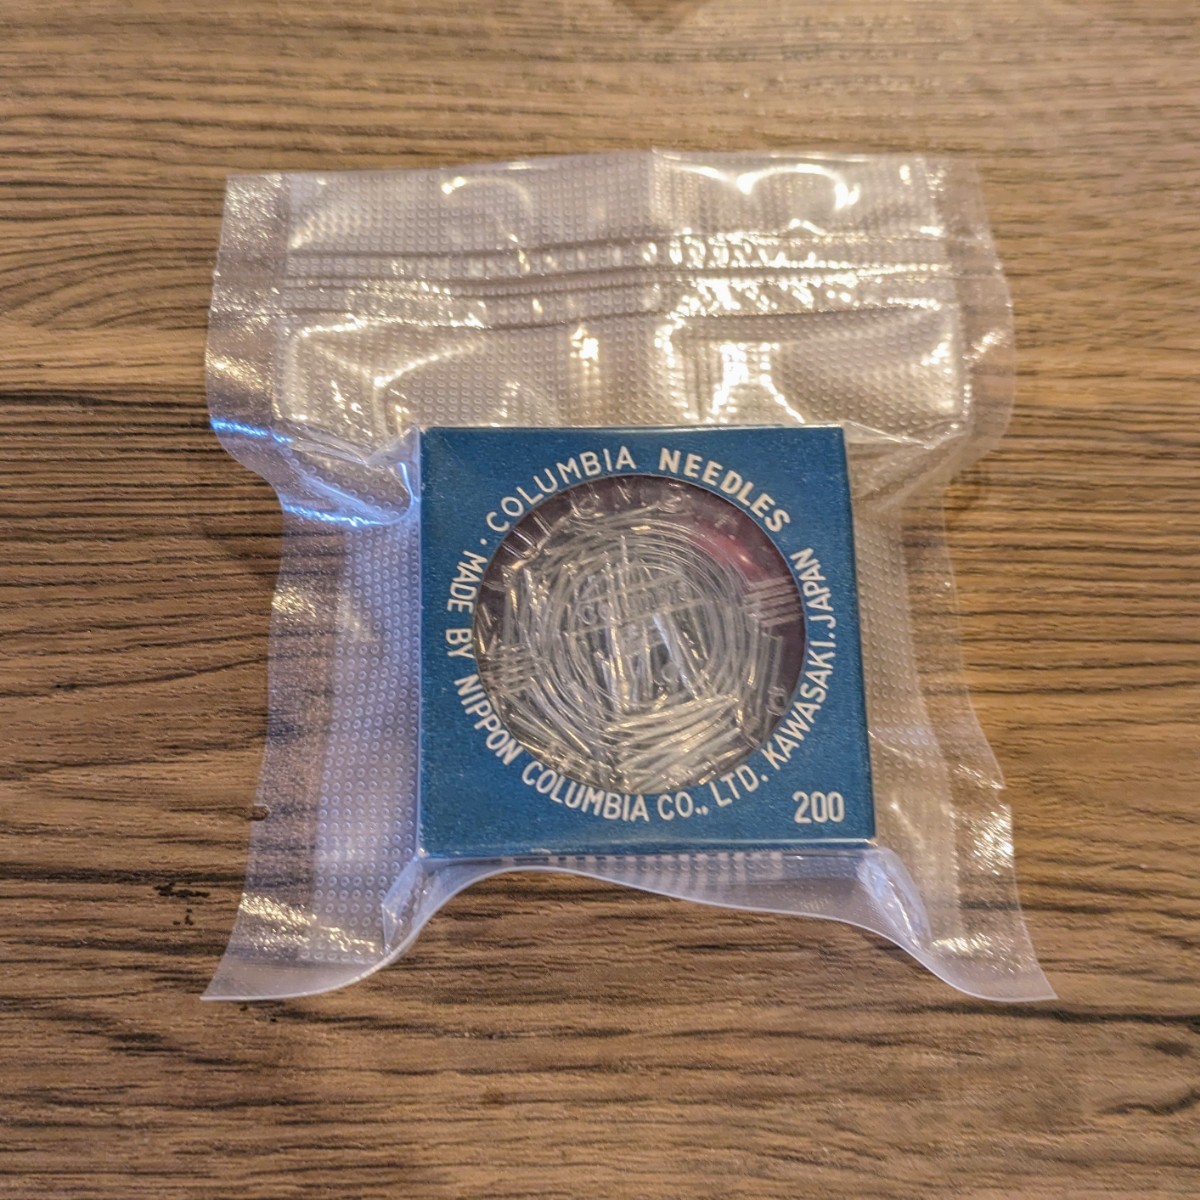 COLUMBIA NEEDLES
· MADE BY NIPPON COLUMBIA CO., LTD. KAWASAKI.JAPAN
200